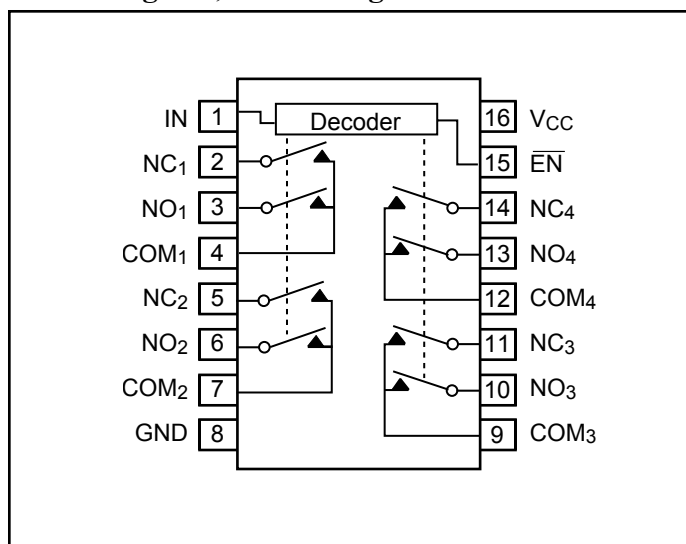 IN 1 Decoder 16 VCC
NC1 2 15 EN
NO1 3 14 NC4
COM1 4 13 NO4
NC2 5 12 COM4
NO2 6 11 NC3
COM2 7 10 NO3
GND 8 9 COM3